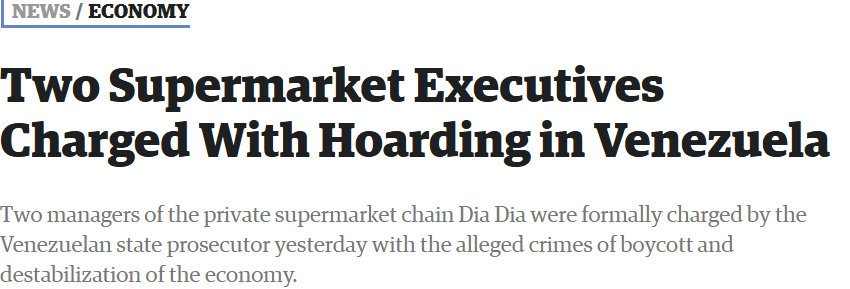 NEWS / ECONOMY
Two Supermarket Executives
Charged With Hoarding in Venezuela
Two managers of the private supermarket chain Dia Dia were formally charged by the
Venezuelan state prosecutor yesterday with the alleged crimes of boycott and
destabilization of the economy.